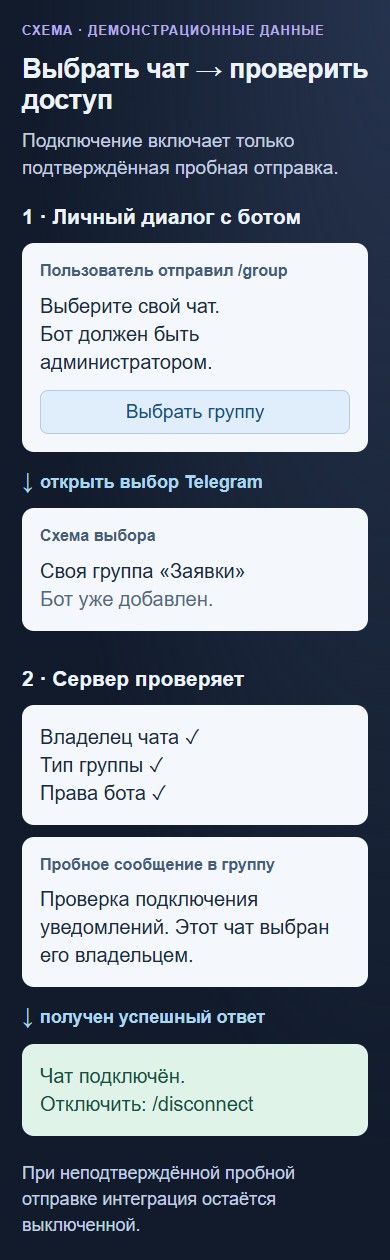 СХЕМА · ДЕМОНСТРАЦИОННЫЕ ДАННЫЕ
Выбрать чат → проверить
доступ
Подключение включает только
подтверждённая пробная отправка.
1 · Личный диалог с ботом
Пользователь отправил /group
Выберите свой чат.
Бот должен быть
администратором.
Выбрать группу
↓ открыть выбор Telegram
Схема выбора
Своя группа «Заявки»
Бот уже добавлен.
2 · Сервер проверяет
Владелец чата ✓
Тип группы ✓
Права бота ✓
Пробное сообщение в группу
Проверка подключения
уведомлений. Этот чат выбран
его владельцем.
↓ получен успешный ответ
Чат подключён.
Отключить: /disconnect
При неподтверждённой пробной
отправке интеграция остаётся
выключенной.